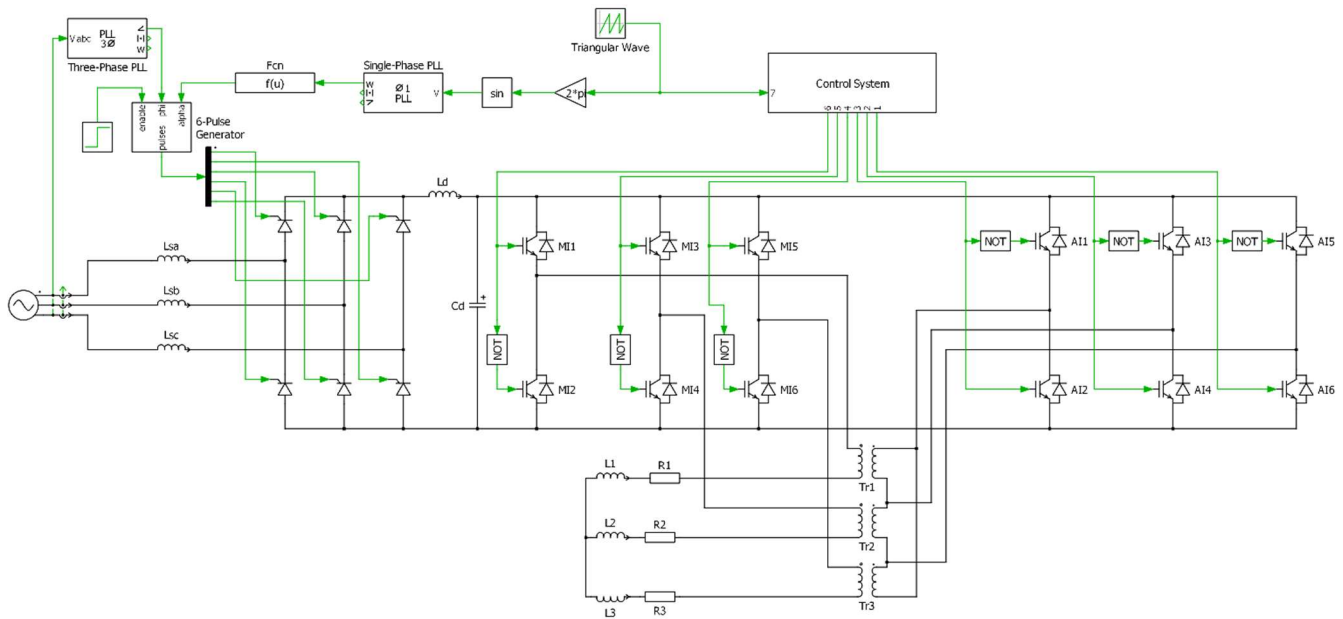 V abc
PLL
3Ø
V
|·|
W
Three-Phase PLL
Triangular Wave
Control System
7
6
5
4
3
2
1
Fcn
f(u)
Single-Phase PLL
W
|·|
V
Ø 1
PLL
V
sin
2*pi
enable
phi
alpha
pulses
6-Pulse
Generator
Ld
Lsa
Lsb
Lsc
Cd
MI1
MI3
MI5
NOT
AI1
NOT
AI3
NOT
AI5
NOT
NOT
NOT
MI2
MI4
MI6
AI2
AI4
AI6
L1
R1
Tr1
L2
R2
Tr2
L3
R3
Tr3